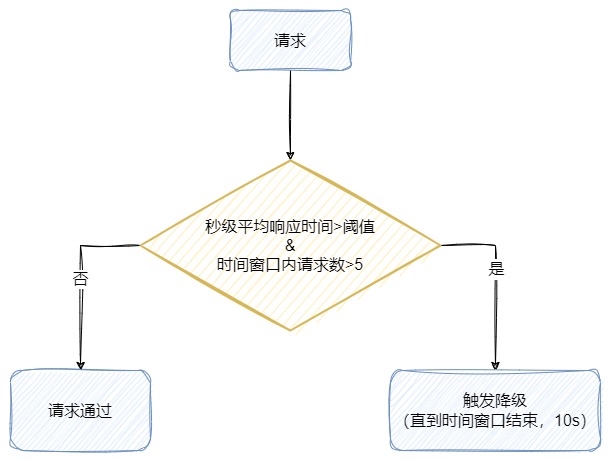 请求
秒级平均响应时间>阈值
&
时间窗口内请求数>5
否
是
请求通过
触发降级
（直到时间窗口结束，10s）